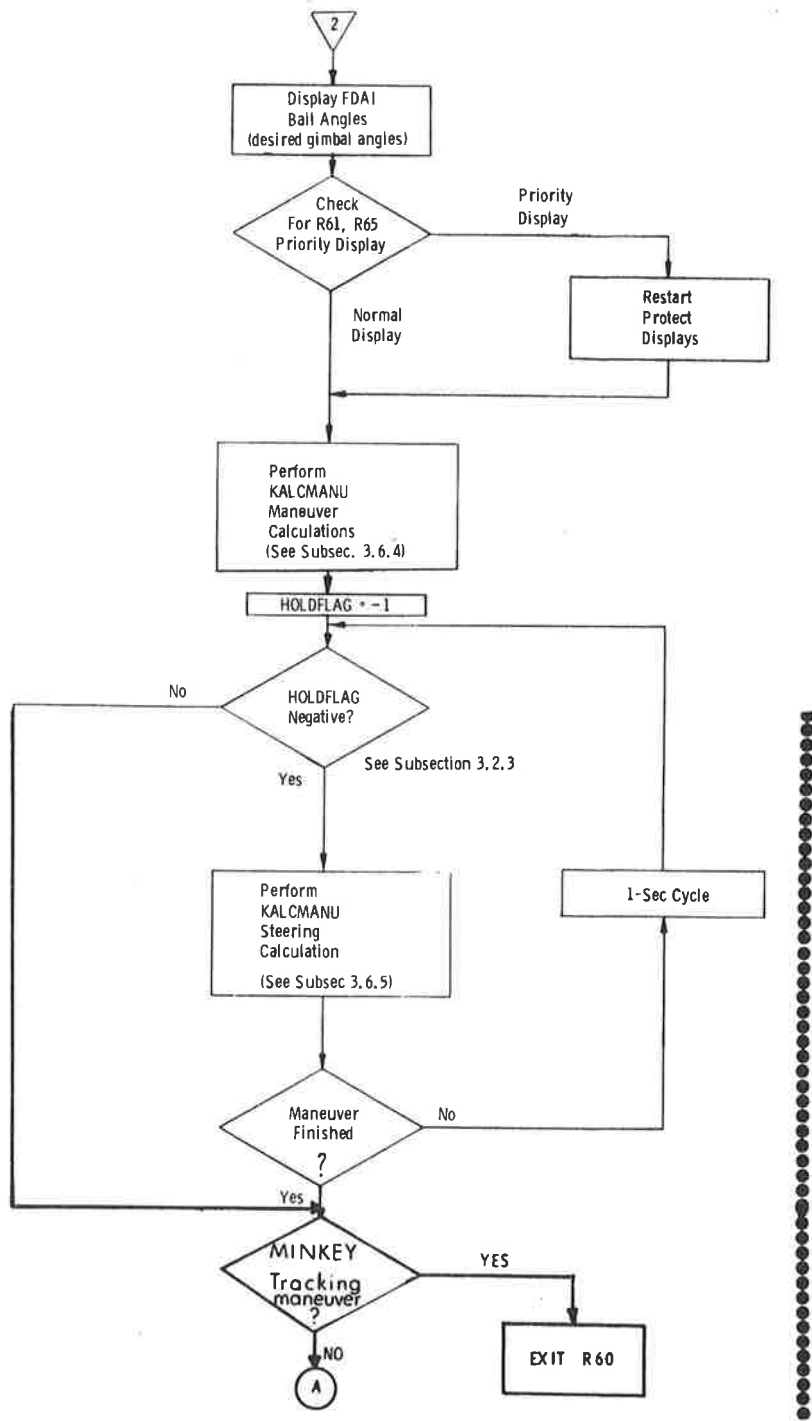 2
Display FDAI
Ball Angles
(desired gimbal angles)
Check
For R61, R65
Priority Display
Priority
Display
Restart
Protect
Displays
Normal
Display
Perform
KALCMANU
Maneuver
Calculations
(See Subsec. 3.6.4)
HOLDFLAG = -1
No
HOLDFLAG
Negative?
See Subsection 3.2.3
Yes
Perform
KALCMANU
Steering
Calculation
(See Subsec 3.6.5)
1-Sec Cycle
Maneuver
Finished
?
No
Yes
MINKEY
Tracking
maneuver
?
YES
EXIT R60
NO
A